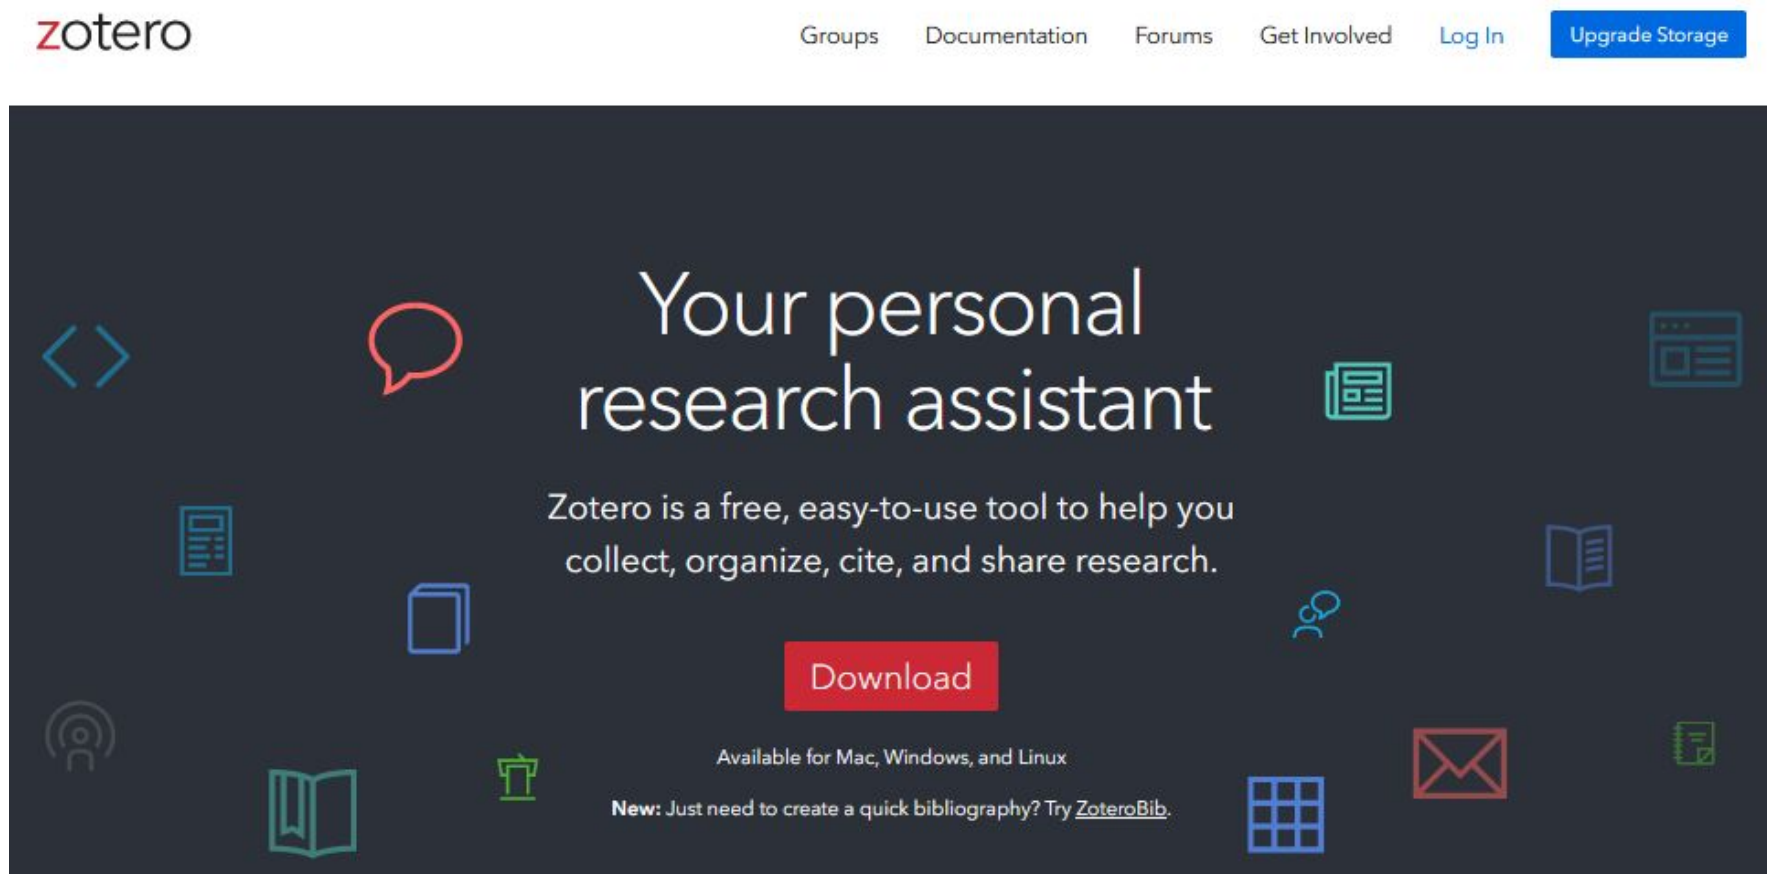 zotero
Groups Documentation Forums Get Involved Log In Upgrade Storage
Your personal
research assistant
Zotero is a free, easy-to-use tool to help you
collect, organize, cite, and share research.
Download
Available for Mac, Windows, and Linux
New: Just need to create a quick bibliography? Try ZoteroBib.